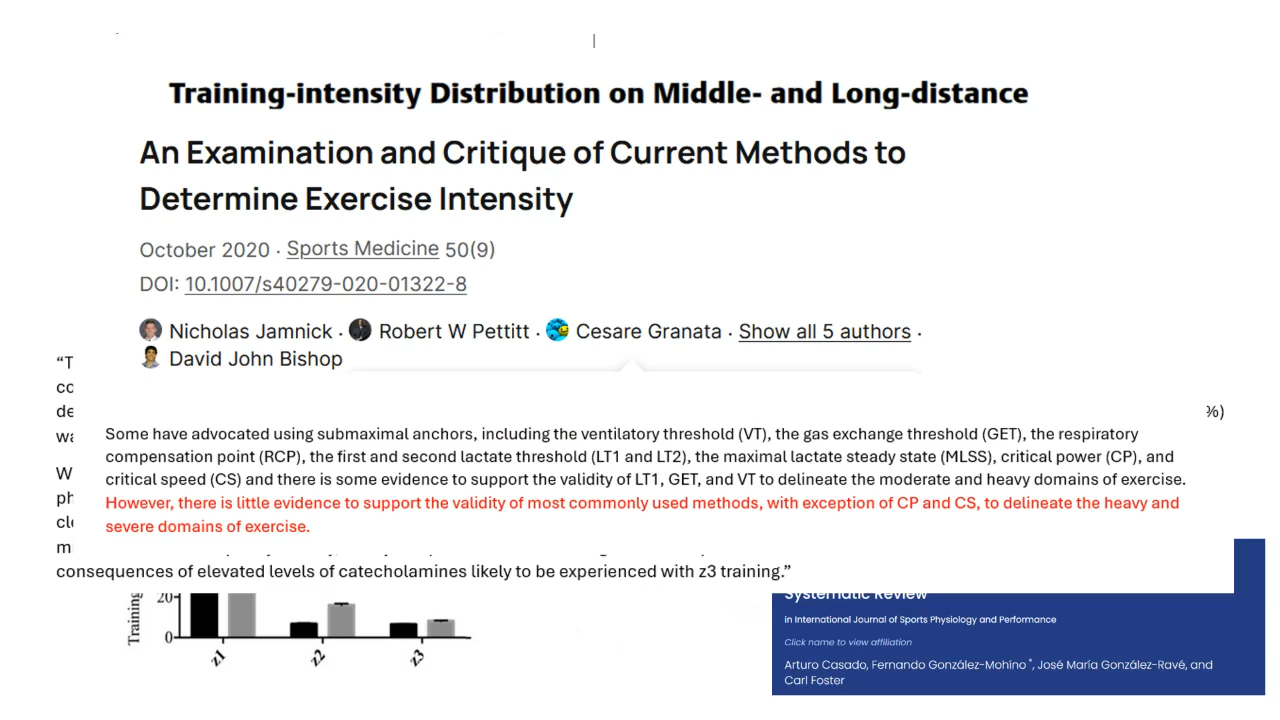 Training-intensity Distribution on Middle- and Long-distance
An Examination and Critique of Current Methods to
Determine Exercise Intensity
October 2020 · Sports Medicine 50(9)
DOI: 10.1007/s40279-020-01322-8
Nicholas Jamnick · Robert W Pettitt · Cesare Granata · Show all 5 authors ·
David John Bishop
“T
co
de
%)
wa
Some have advocated using submaximal anchors, including the ventilatory threshold (VT), the gas exchange threshold (GET), the respiratory
compensation point (RCP), the first and second lactate threshold (LT1 and LT2), the maximal lactate steady state (MLSS), critical power (CP), and
critical speed (CS) and there is some evidence to support the validity of LT1, GET, and VT to delineate the moderate and heavy domains of exercise.
However, there is little evidence to support the validity of most commonly used methods, with exception of CP and CS, to delineate the heavy and
severe domains of exercise.
W
ph
cle
m
consequences of elevated levels of catecholamines likely to be experienced with z3 training.”
Training
20
0
z1
z2
z3
Systematic Review
in International Journal of Sports Physiology and Performance
Click name to view affiliation
Arturo Casado, Fernando González-Mohíno *, José María González-Ravé, and
Carl Foster